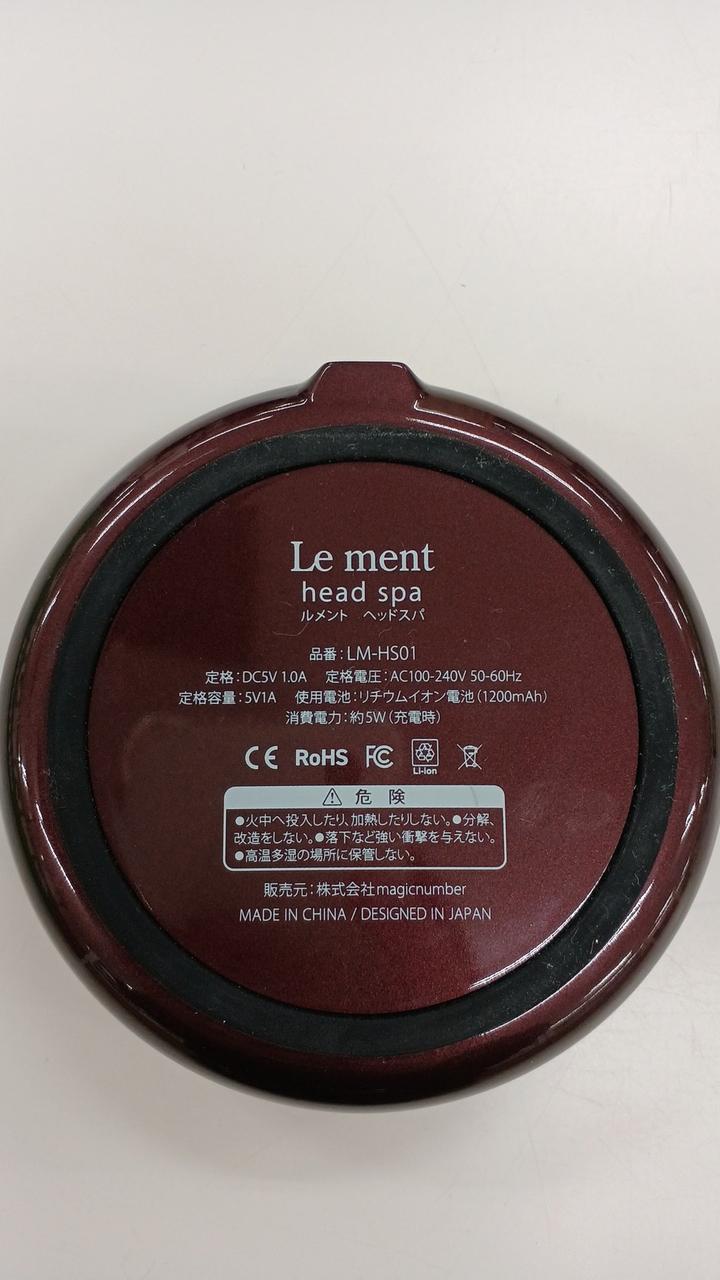 Le ment
head spa
ルメント　ヘッドスパ
品番：LM-HS01
定格：DC5V 1.0A　定格電圧：AC100-240V 50-60Hz
定格容量：5V1A　使用電池：リチウムイオン電池（1200mAh）
消費電力：約5W（充電時）
CE RoHS FC Li-ion
⚠ 危 険
●火中へ投入したり、加熱したりしない。●分解、
改造をしない。●落下など強い衝撃を与えない。
●高温多湿の場所に保管しない。
販売元：株式会社magicnumber
MADE IN CHINA / DESIGNED IN JAPAN